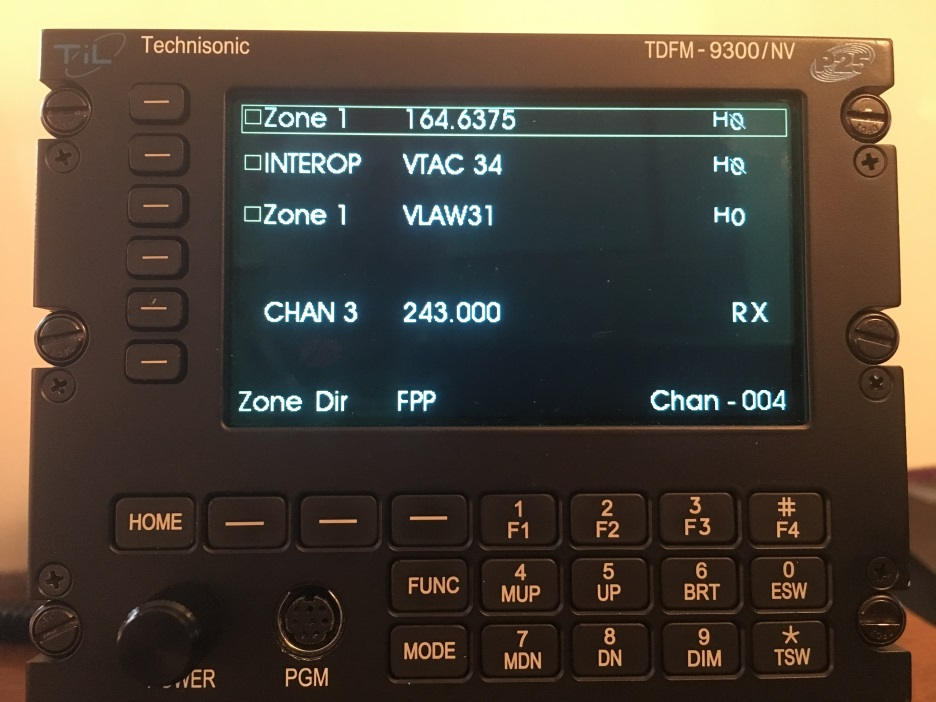 TiL Technisonic TDFM-9300/NV P25
Zone 1 164.6375 HØ
INTEROP VTAC 34 HØ
Zone 1 VLAW31 H0
CHAN 3 243.000 RX
Zone Dir FPP Chan - 004
HOME 1 2 3 #
F1 F2 F3 F4
FUNC 4 5 6 0
MUP UP BRT ESW
MODE 7 8 9 *
MDN DN DIM TSW
POWER PGM